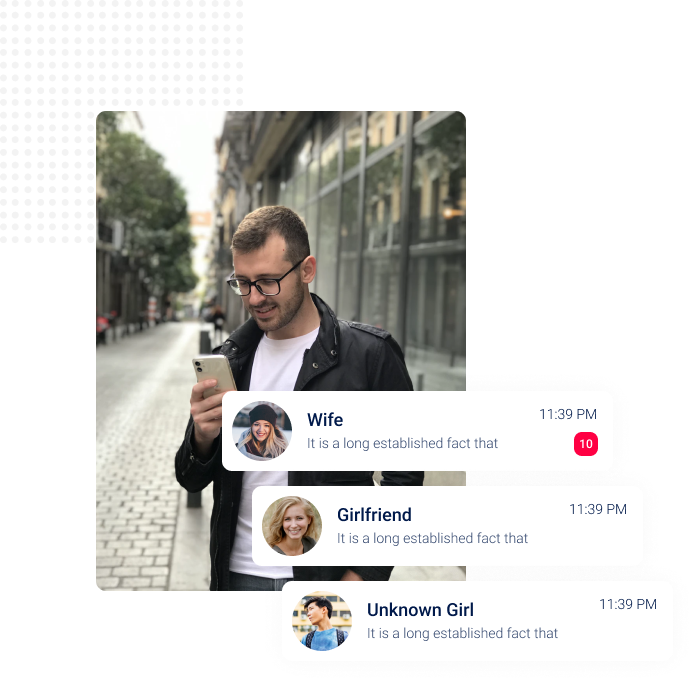 Wife
11:39 PM
It is a long established fact that
10
Girlfriend
11:39 PM
It is a long established fact that
Unknown Girl
11:39 PM
It is a long established fact that